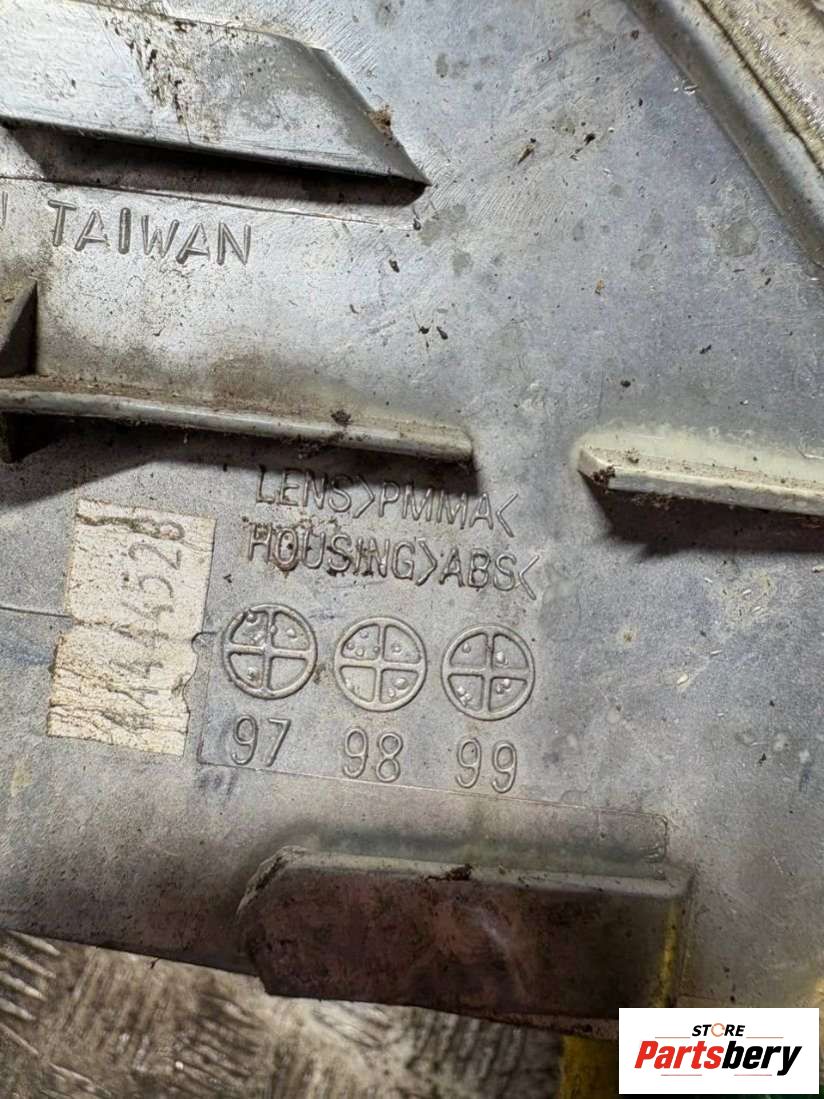 TAIWAN
LENS>PMMA<
HOUSING>ABS<
97 98 99
STORE
Partsbery